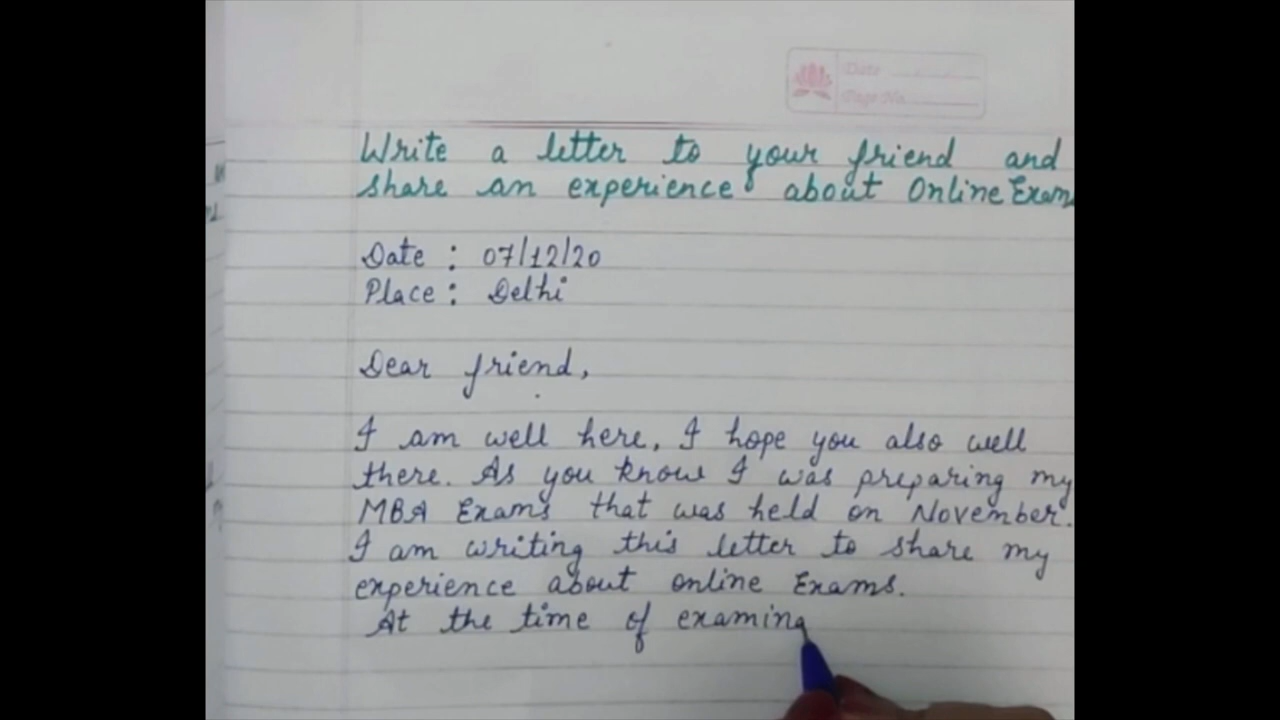 Date
Page No.
Write a letter to your friend and
share an experience about Online Exam
Date : 07/12/20
Place : Delhi
Dear friend,
I am well here, I hope you also well
there. As you know I was preparing my
MBA Exams that was held on November.
I am writing this letter to share my
experience about online Exams.
At the time of examina